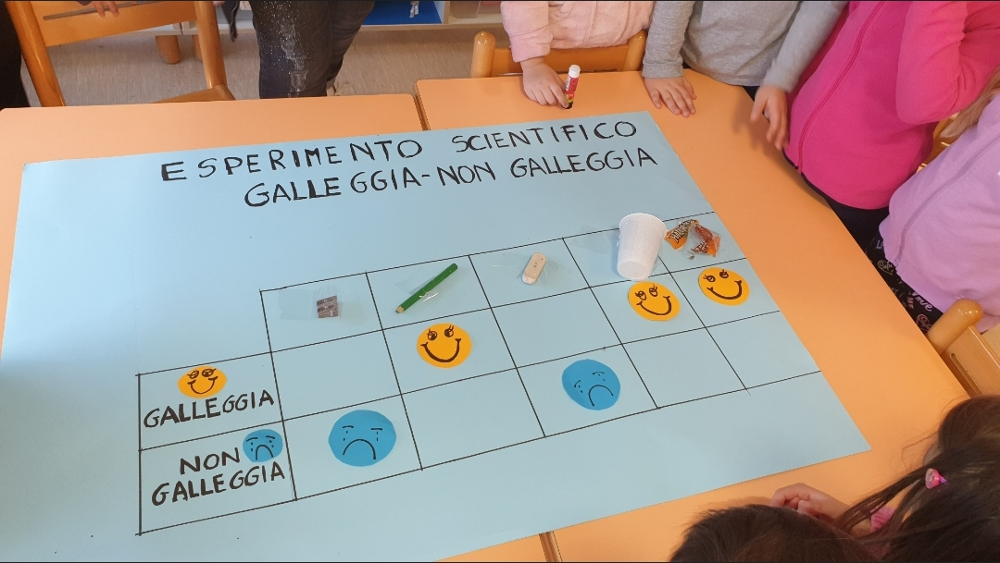 ESPERIMENTO SCIENTIFICO
GALLEGGIA-NON GALLEGGIA
GALLEGGIA
NON
GALLEGGIA